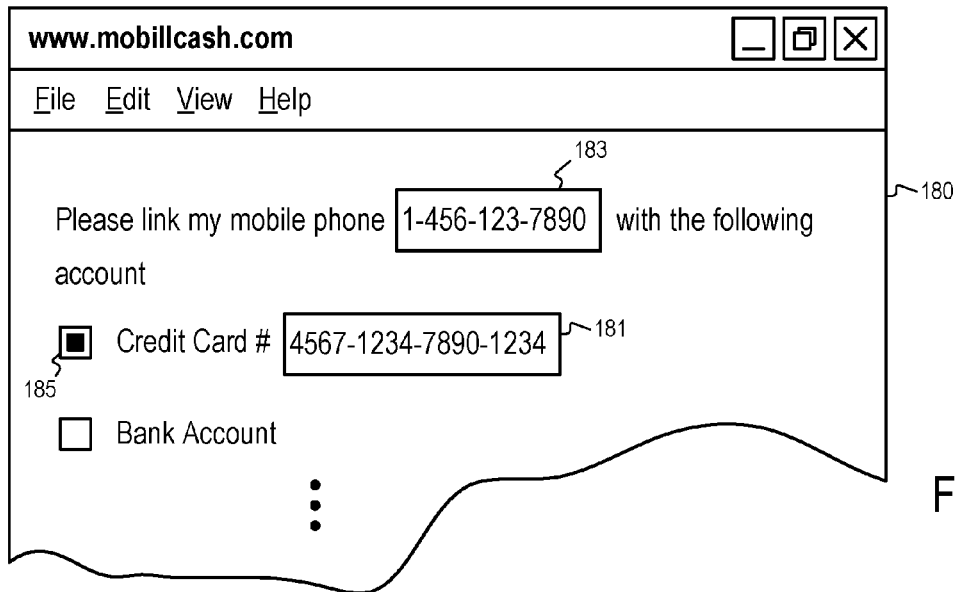 www.mobillcash.com
File Edit View Help
183
180
Please link my mobile phone 1-456-123-7890 with the following
account
Credit Card # 4567-1234-7890-1234 181
185
Bank Account
F